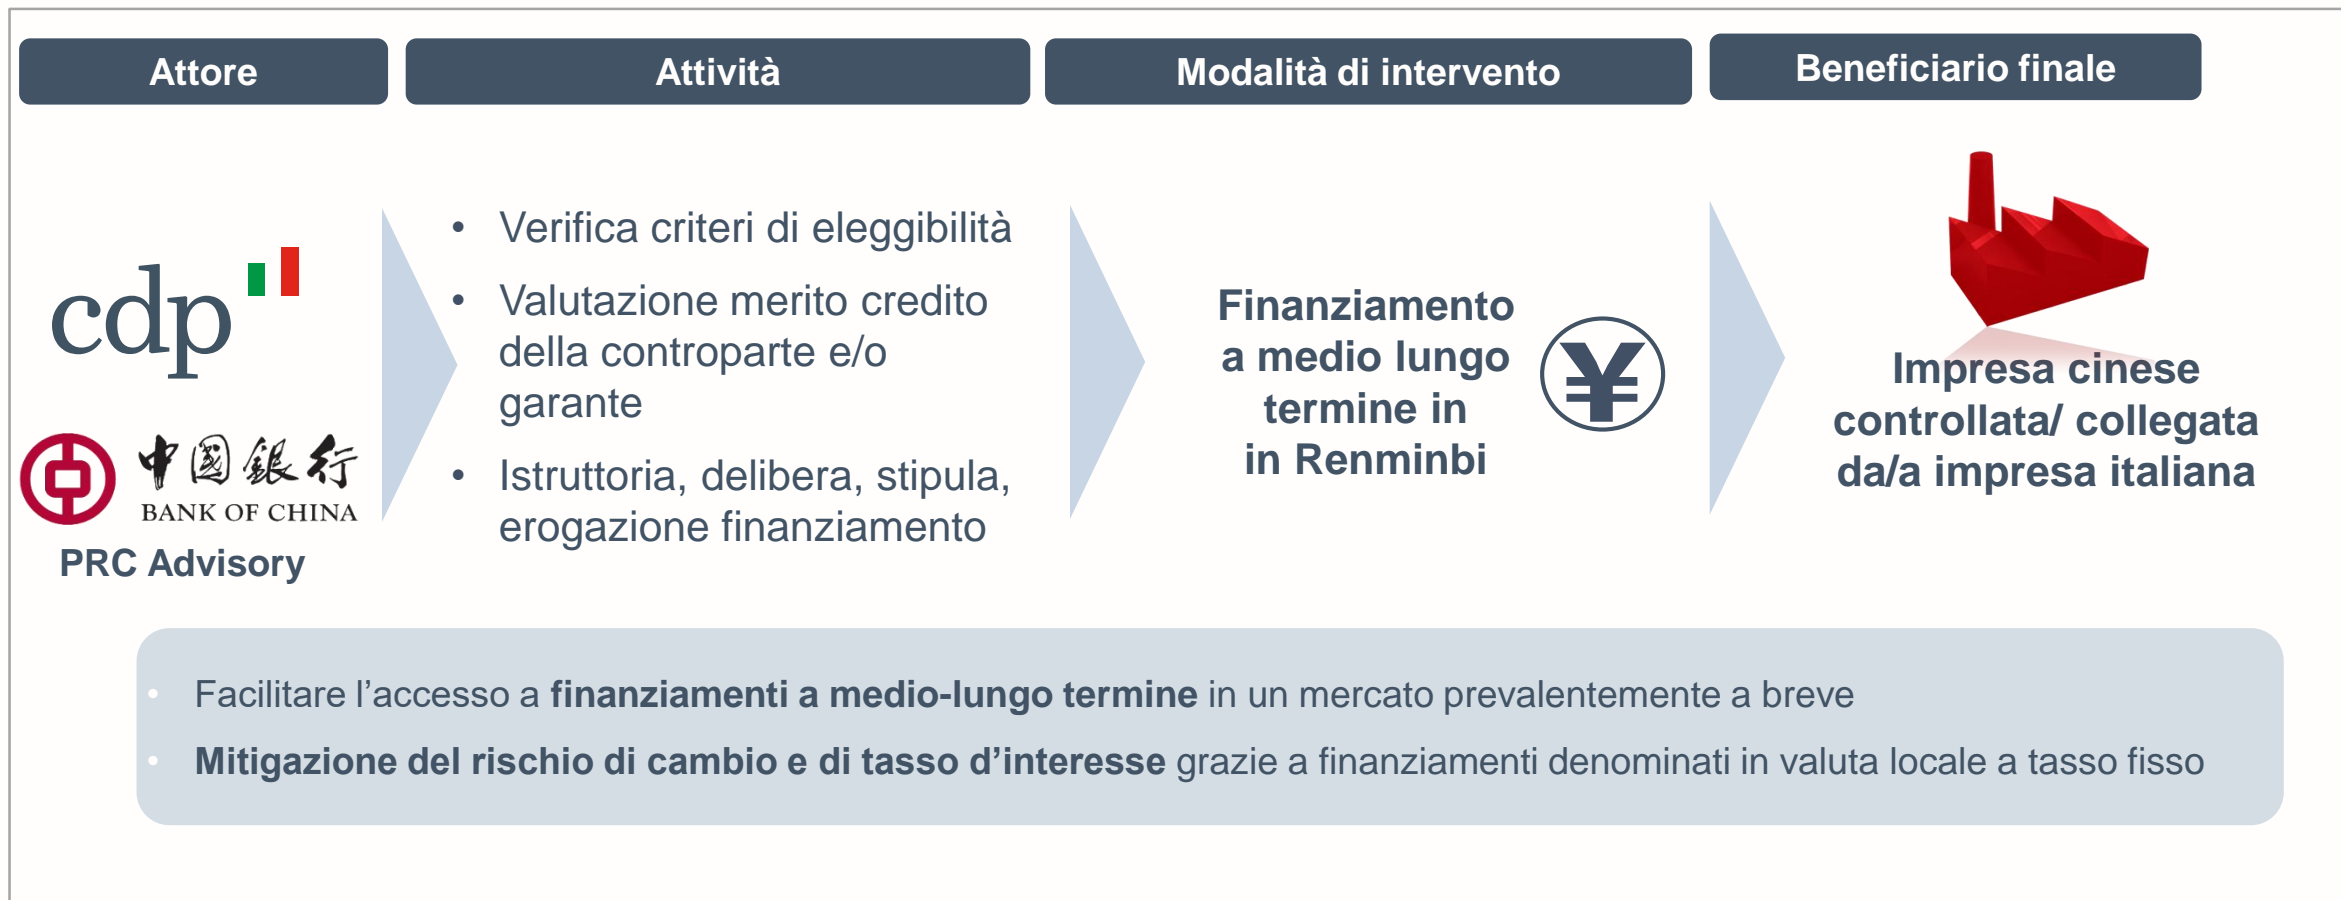 Attore
Attività
Modalità di intervento
Beneficiario finale
cdp
中国銀行
BANK OF CHINA
PRC Advisory
• Verifica criteri di eleggibilità
• Valutazione merito credito
della controparte e/o
garante
• Istruttoria, delibera, stipula,
erogazione finanziamento
Finanziamento
a medio lungo
termine in
in Renminbi
¥
Impresa cinese
controllata/ collegata
da/a impresa italiana
• Facilitare l’accesso a finanziamenti a medio-lungo termine in un mercato prevalentemente a breve
• Mitigazione del rischio di cambio e di tasso d’interesse grazie a finanziamenti denominati in valuta locale a tasso fisso